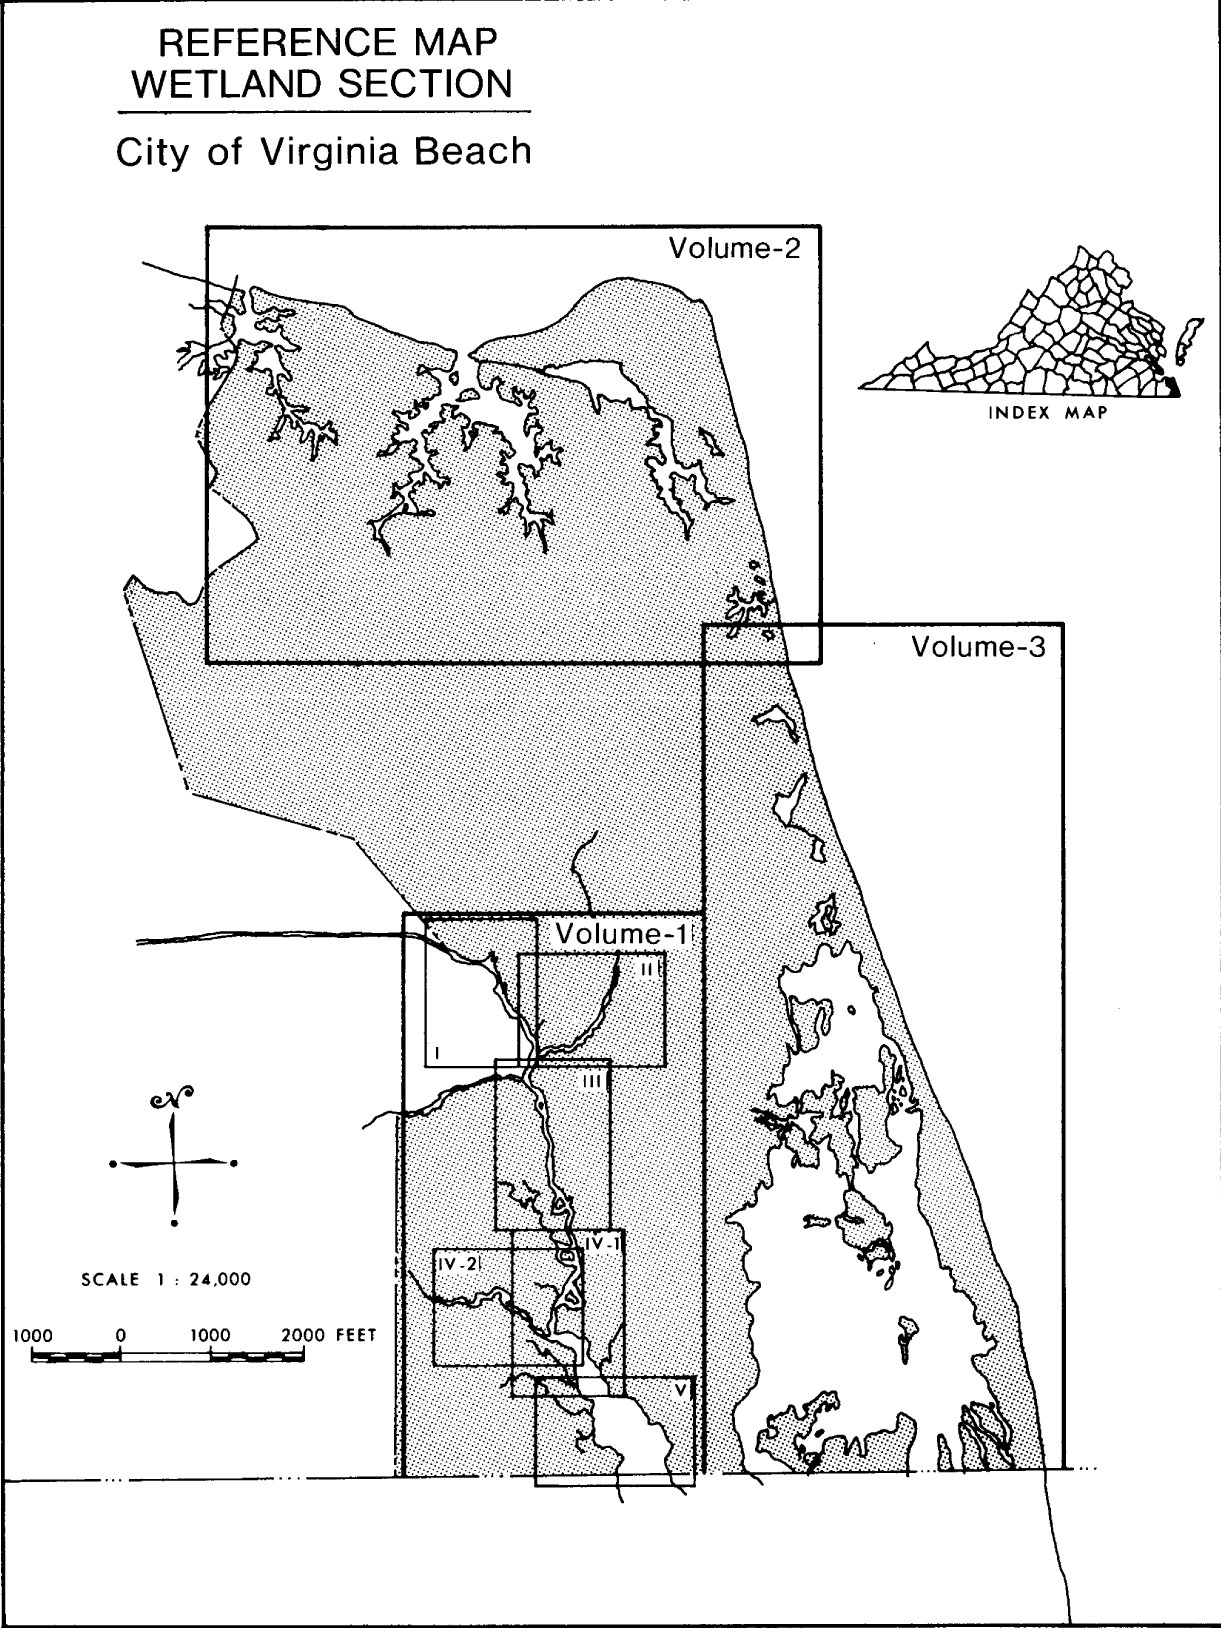 REFERENCE MAP
WETLAND SECTION
City of Virginia Beach
Volume-2
INDEX MAP
Volume-3
Volume-1
II
I
III
N
IV-1
IV-2
SCALE 1 : 24,000
1000 0 1000 2000 FEET
V